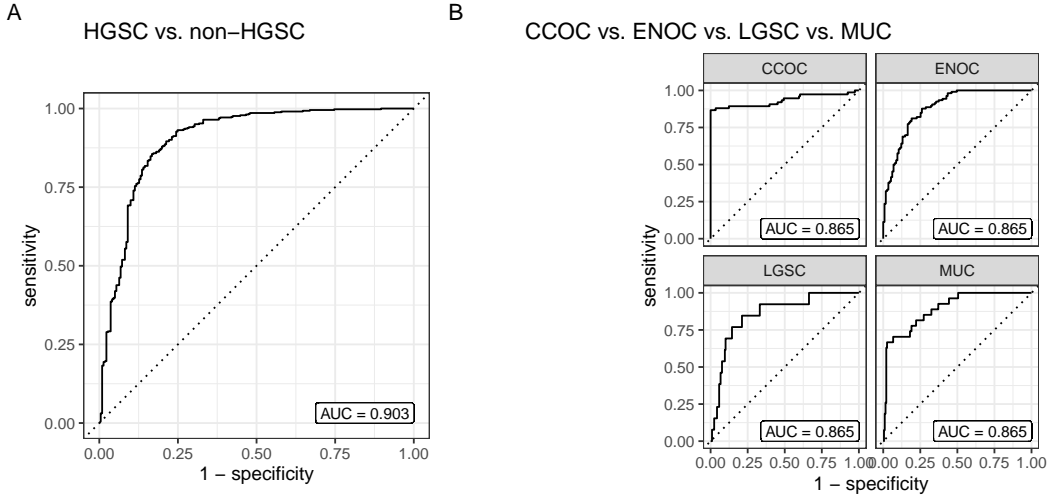 A
HGSC vs. non−HGSC
1.00
0.75
0.50
0.25
0.00
sensitivity
AUC = 0.903
0.00 0.25 0.50 0.75 1.00
1 − specificity
B
CCOC vs. ENOC vs. LGSC vs. MUC
CCOC
ENOC
1.00
0.75
0.50
0.25
0.00
AUC = 0.865
AUC = 0.865
sensitivity
LGSC
MUC
1.00
0.75
0.50
0.25
0.00
AUC = 0.865
AUC = 0.865
0.00 0.25 0.50 0.75 1.00
0.00 0.25 0.50 0.75 1.00
1 − specificity